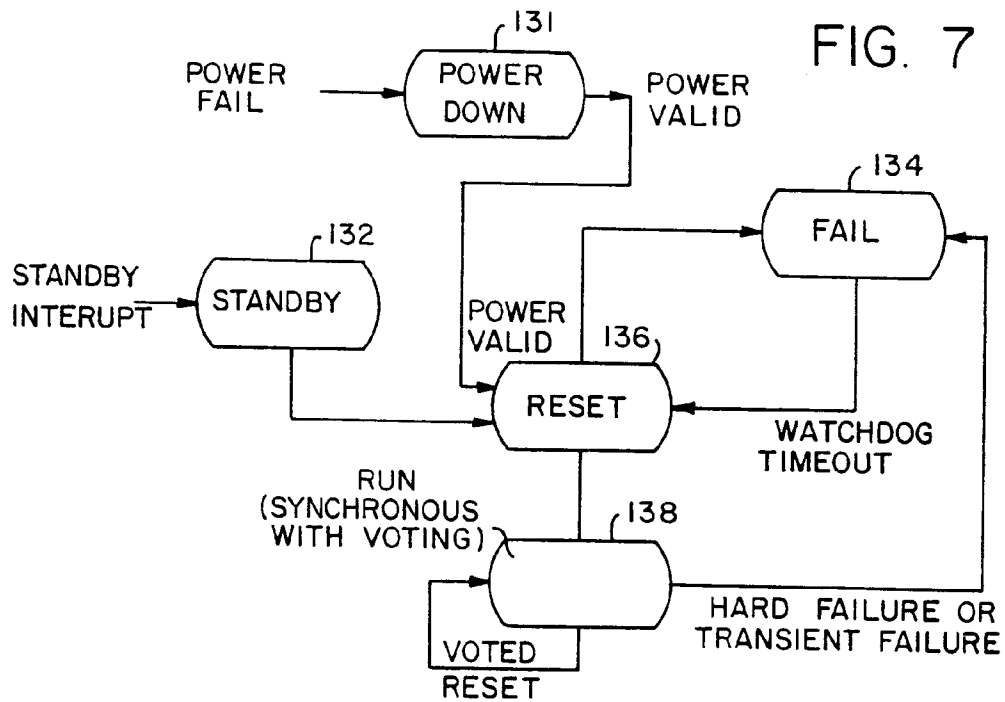 FIG. 7
131
POWER
FAIL
POWER
DOWN
POWER
VALID
134
FAIL
132
STANDBY
INTERUPT
STANDBY
POWER
VALID
136
RESET
WATCHDOG
TIMEOUT
RUN
(SYNCHRONOUS
WITH VOTING)
138
HARD FAILURE OR
TRANSIENT FAILURE
VOTED
RESET